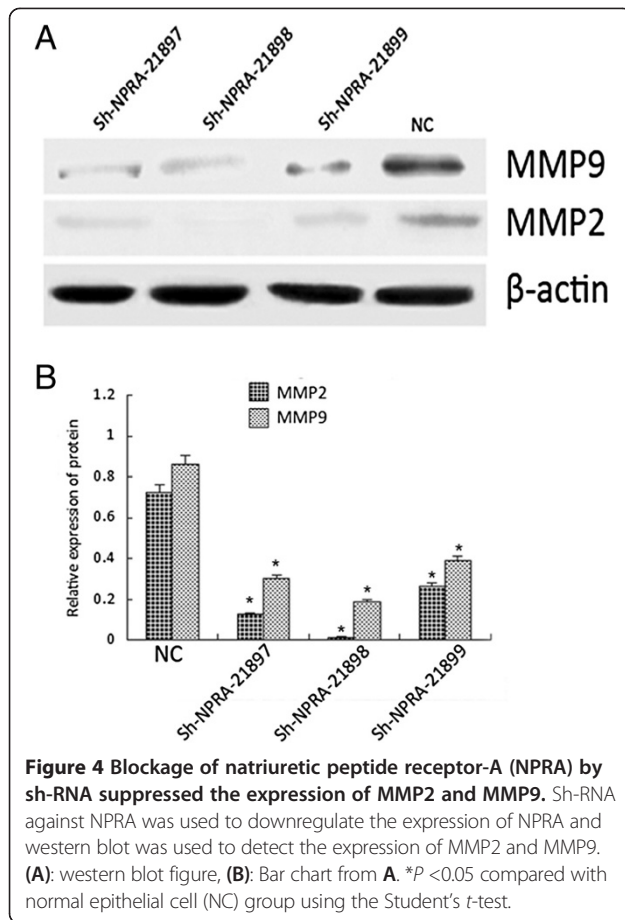 A
Sh-NPRA-21897 Sh-NPRA-21898 Sh-NPRA-21899 NC
MMP9
MMP2
β-actin
B
MMP2
MMP9
Relative expression of protein
1.2
1
0.8
0.6
0.4
0.2
0
* * * * * *
NC Sh-NPRA-21897 Sh-NPRA-21898 Sh-NPRA-21899
Figure 4 Blockage of natriuretic peptide receptor-A (NPRA) by
sh-RNA suppressed the expression of MMP2 and MMP9. Sh-RNA
against NPRA was used to downregulate the expression of NPRA and
western blot was used to detect the expression of MMP2 and MMP9.
(A): western blot figure, (B): Bar chart from A. *P <0.05 compared with
normal epithelial cell (NC) group using the Student's t-test.